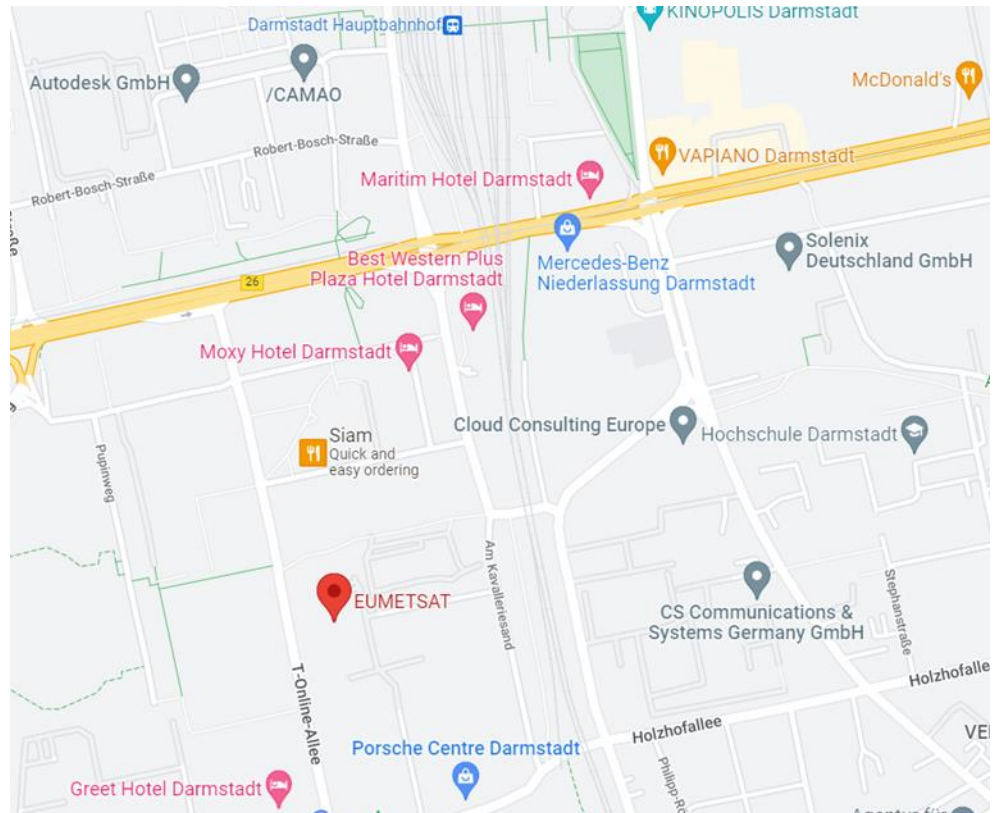 KINOPOLIS Darmstadt
Darmstadt Hauptbahnhof
Autodesk GmbH
/CAMAO
McDonald's
Robert-Bosch-Straße
Robert-Bosch-Straße
VAPIANO Darmstadt
Maritim Hotel Darmstadt
Mercedes-Benz
Niederlassung Darmstadt
Solenix
Deutschland GmbH
Best Western Plus
Plaza Hotel Darmstadt
26
Moxy Hotel Darmstadt
Cloud Consulting Europe
Hochschule Darmstadt
Siam
Quick and
easy ordering
Pupinweg
Am Kavalleriesand
EUMETSAT
CS Communications &
Systems Germany GmbH
Stephanstraße
T-Online-Allee
Holzhofallee
Holzhofallee
Porsche Centre Darmstadt
Greet Hotel Darmstadt